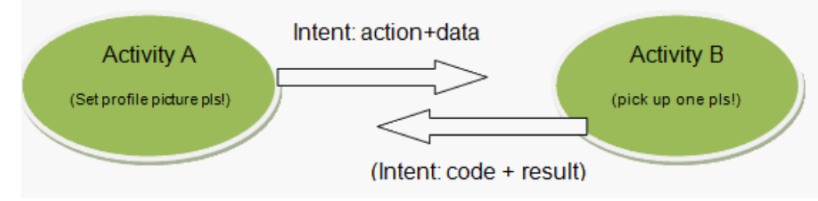 Activity A
(Set profile picture pls!)
Intent: action+data
Activity B
(pick up one pls!)
(Intent: code + result)